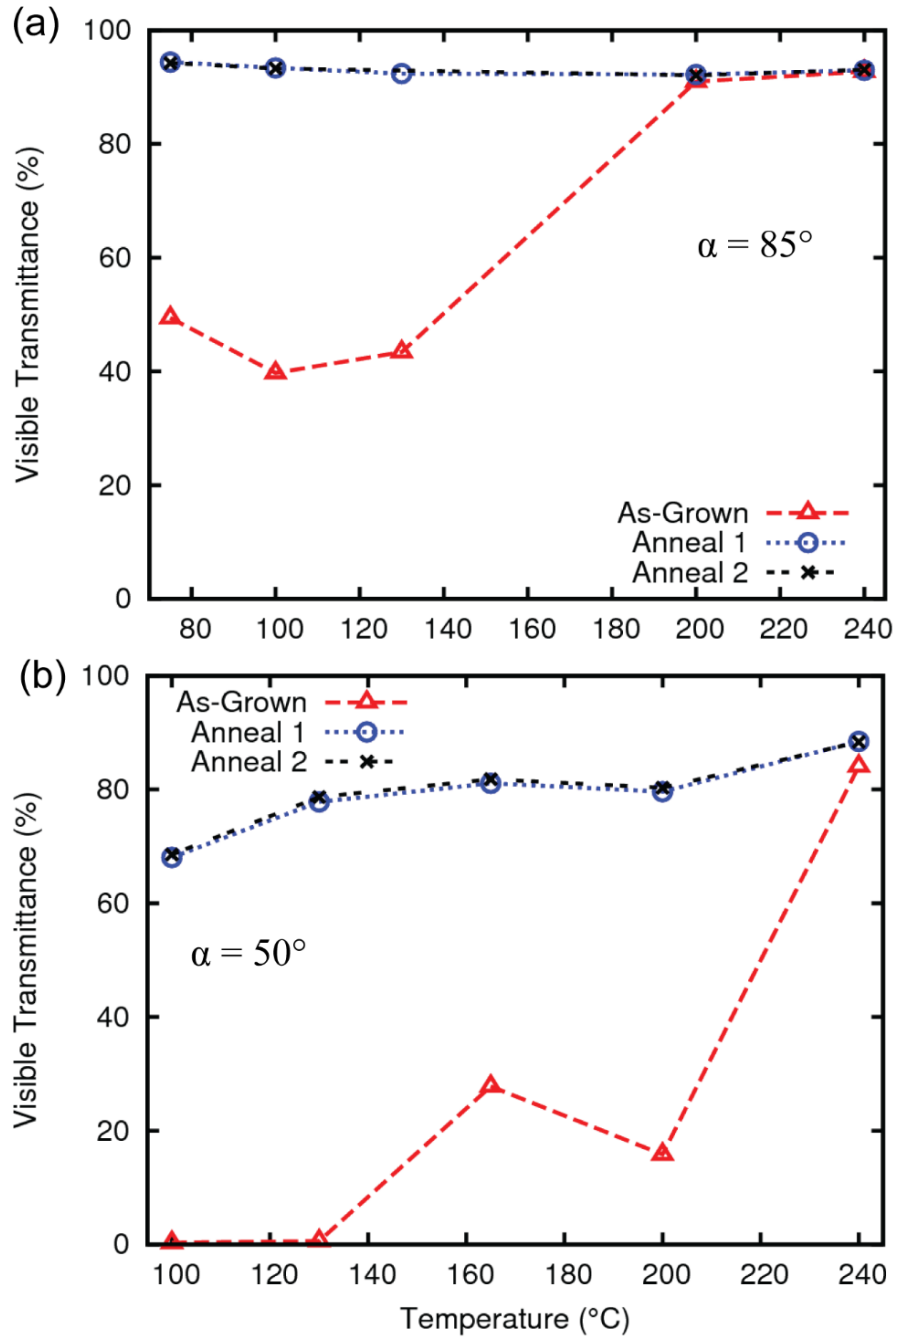 (a)
100
80
60
40
20
0
Visible Transmittance (%)
α = 85°
As-Grown
Anneal 1
Anneal 2
80 100 120 140 160 180 200 220 240
(b)
100
80
60
40
20
0
Visible Transmittance (%)
As-Grown
Anneal 1
Anneal 2
α = 50°
100 120 140 160 180 200 220 240
Temperature (°C)